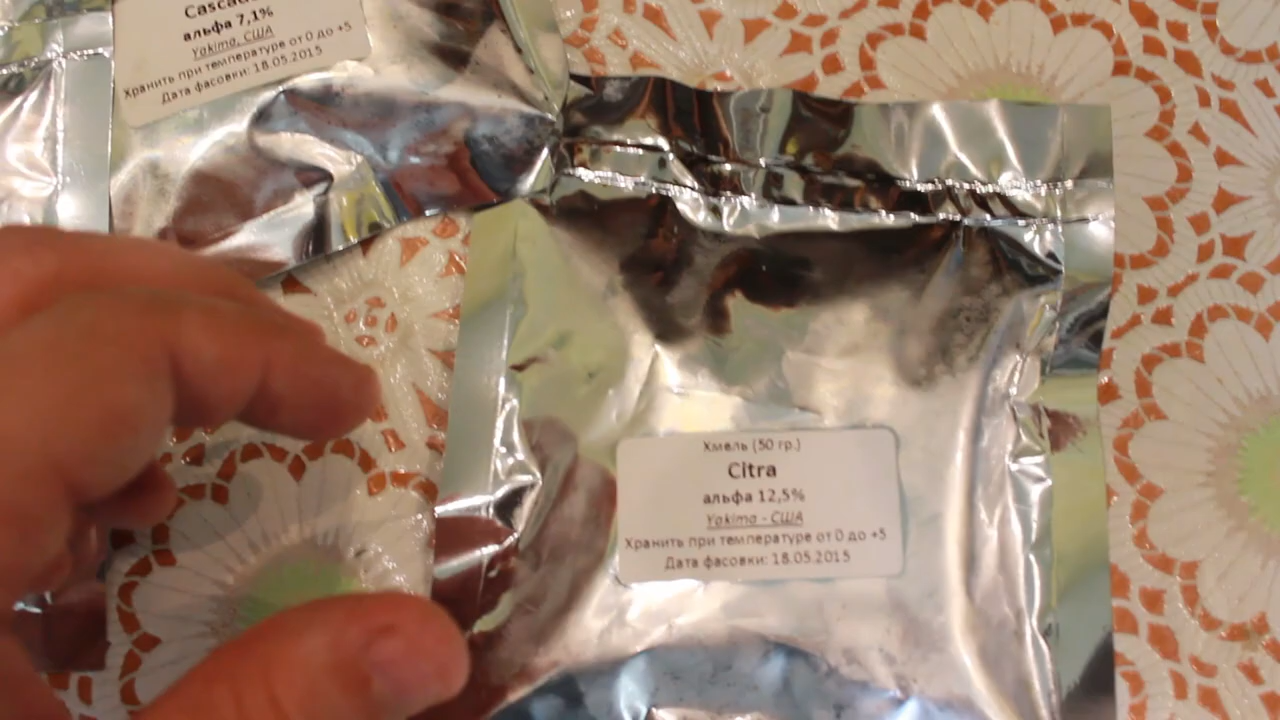 Cascade
альфа 7,1%
Yakima, США
Хранить при температуре от 0 до +5
Дата фасовки: 18.05.2015
Хмель (50 гр.)
Citra
альфа 12,5%
Yakima - США
Хранить при температуре от 0 до +5
Дата фасовки: 18.05.2015